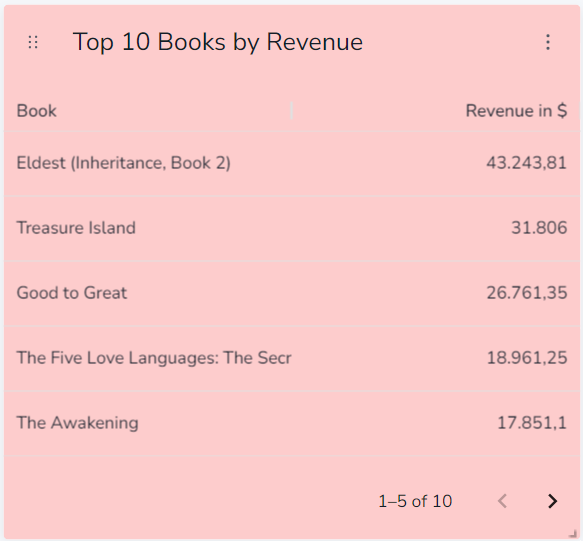 Top 10 Books by Revenue
Book Revenue in $
Eldest (Inheritance, Book 2) 43.243,81
Treasure Island 31.806
Good to Great 26.761,35
The Five Love Languages: The Secr 18.961,25
The Awakening 17.851,1
1–5 of 10